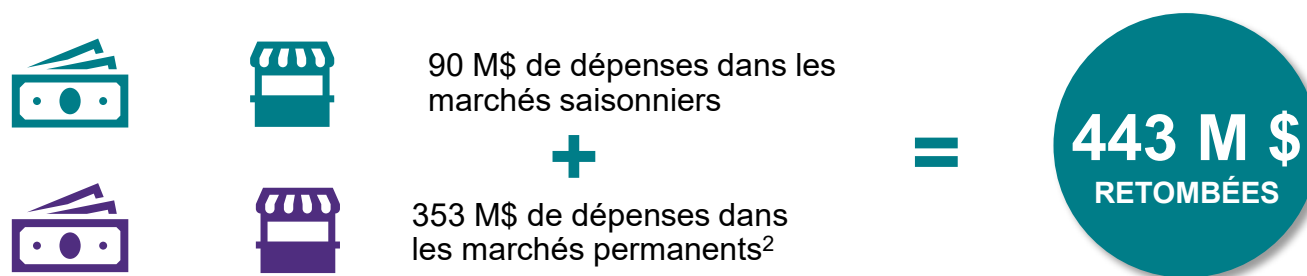 90 M$ de dépenses dans les
marchés saisonniers
+
=
353 M$ de dépenses dans
les marchés permanents2
443 M $
RETOMBÉES